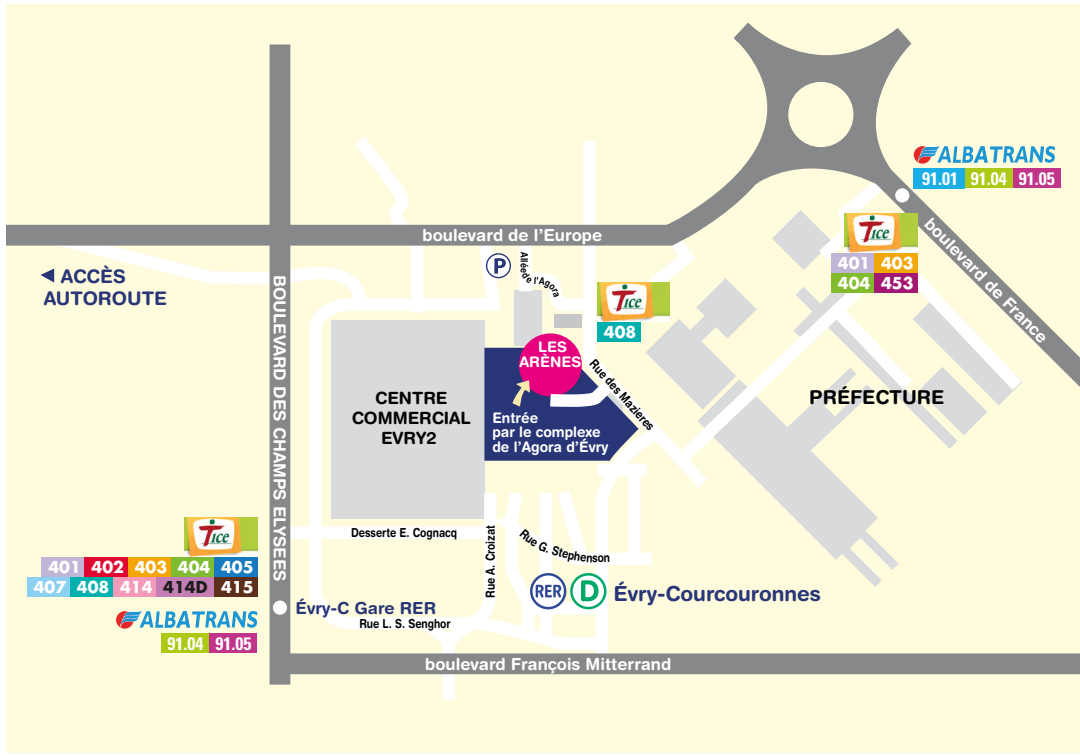 ALBATRANS
91.01 91.04 91.05
boulevard de l'Europe
Tice
401 403
404 453
boulevard de France
◄ ACCÈS
AUTOROUTE
P
Alléede l'Agora
Tice
408
BOULEVARD DES CHAMPS ELYSEES
LES
ARÈNES
Rue des Mazieres
CENTRE
COMMERCIAL
EVRY2
PRÉFECTURE
Entrée
par le complexe
de l'Agora d'Évry
Tice
401 402 403 404 405
407 408 414 414D 415
Desserte E. Cognacq
Rue A. Croizat
Rue G. Stephenson
RER D Évry-Courcouronnes
Évry-C Gare RER
Rue L. S. Senghor
ALBATRANS
91.04 91.05
boulevard François Mitterrand